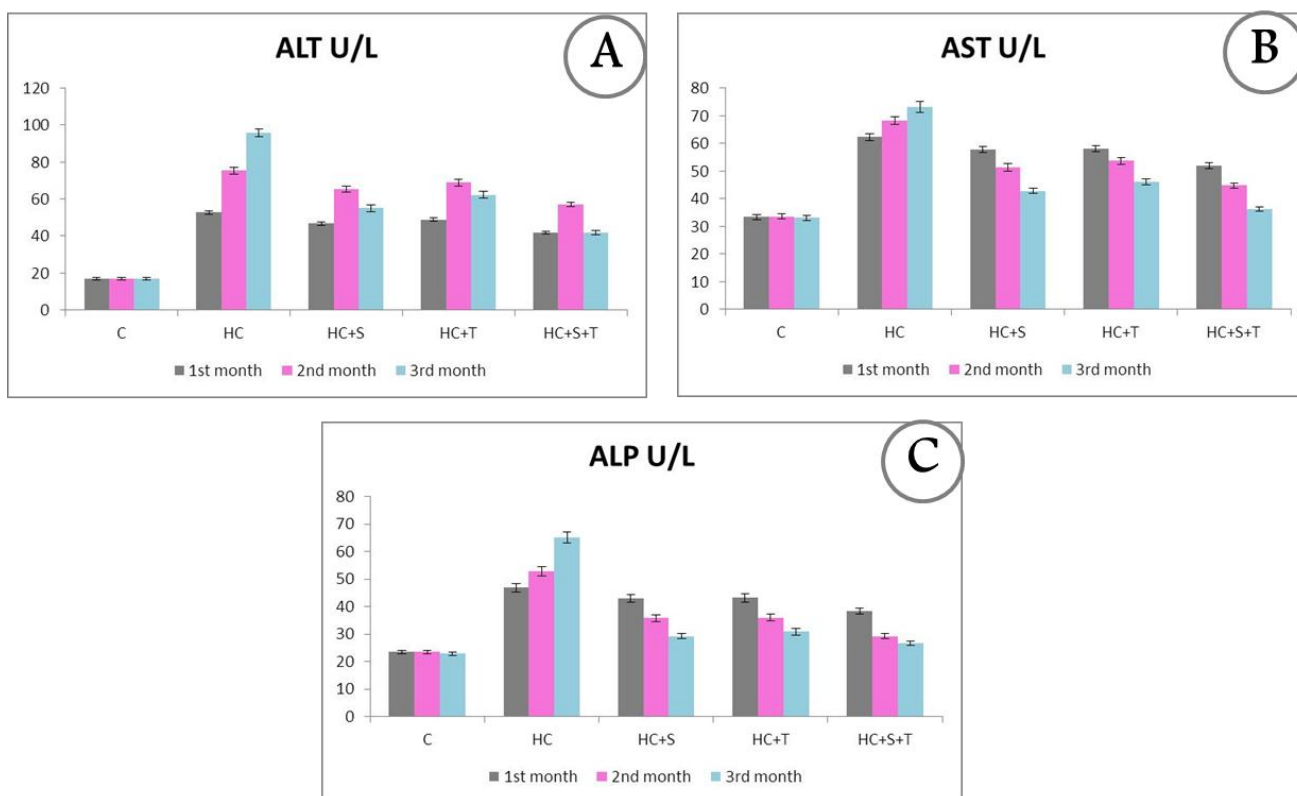 ALT U/L
A
120
100
80
60
40
20
0
C HC HC+S HC+T HC+S+T
1st month 2nd month 3rd month
AST U/L
B
80
70
60
50
40
30
20
10
0
C HC HC+S HC+T HC+S+T
1st month 2nd month 3rd month
ALP U/L
C
80
70
60
50
40
30
20
10
0
C HC HC+S HC+T HC+S+T
1st month 2nd month 3rd month